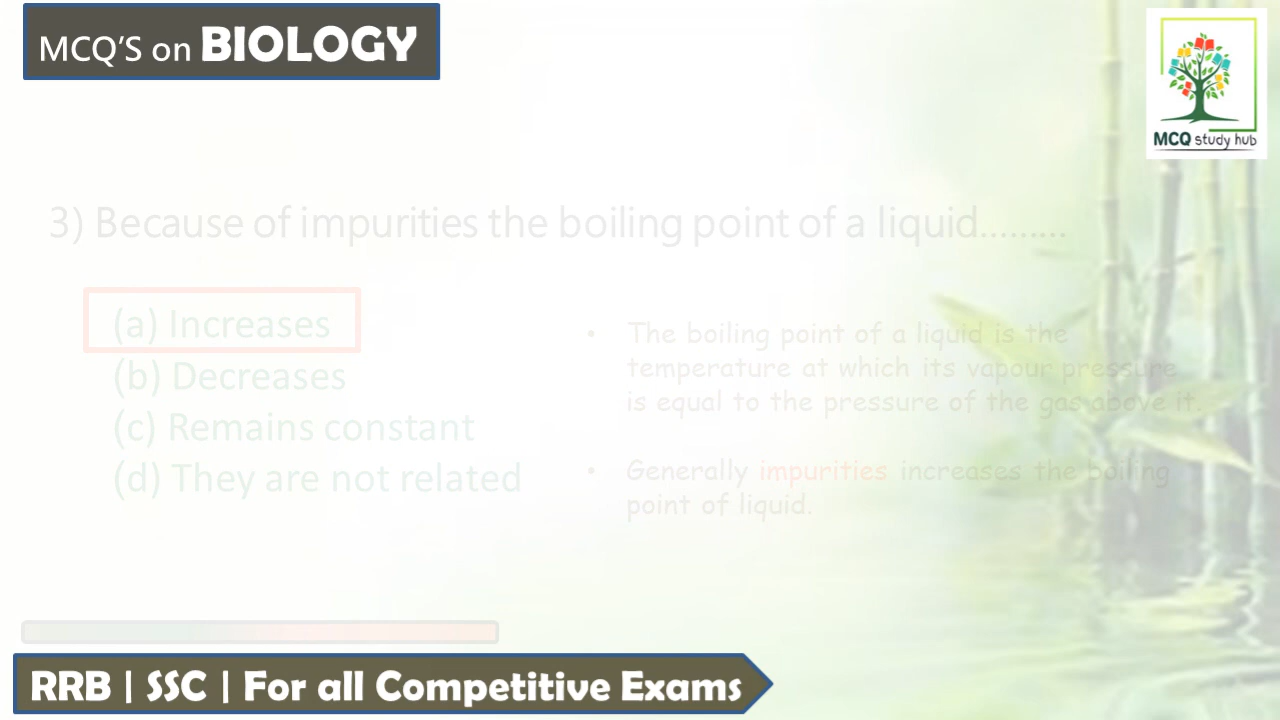 MCQ'S on BIOLOGY
MCQ study hub
3) Because of impurities the boiling point of a liquid.........
(a) Increases
(b) Decreases
(c) Remains constant
(d) They are not related
• The boiling point of a liquid is the
temperature at which its vapour pressure
is equal to the pressure of the gas above it.
• Generally impurities increases the boiling
point of liquid.
RRB | SSC | For all Competitive Exams